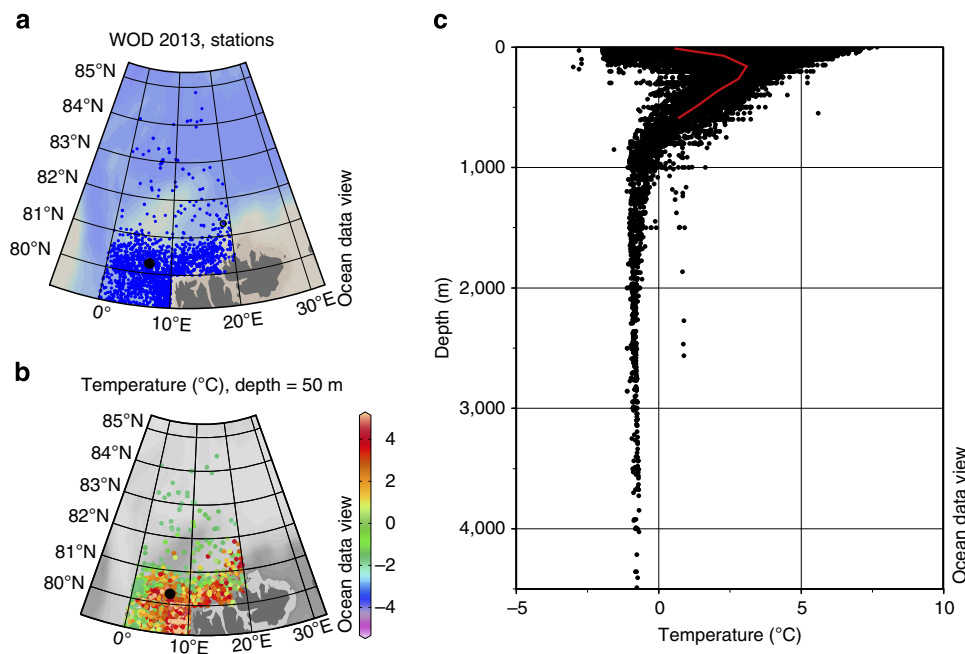 a
WOD 2013, stations
85°N
84°N
83°N
82°N
81°N
80°N
0°
10°E
20°E
30°E
Ocean data view
b
Temperature (°C), depth = 50 m
85°N
84°N
83°N
82°N
81°N
80°N
0°
10°E
20°E
30°E
Ocean data view
4
2
0
−2
−4
c
0
1,000
2,000
3,000
4,000
Depth (m)
−5
0
5
10
Temperature (°C)
Ocean data view